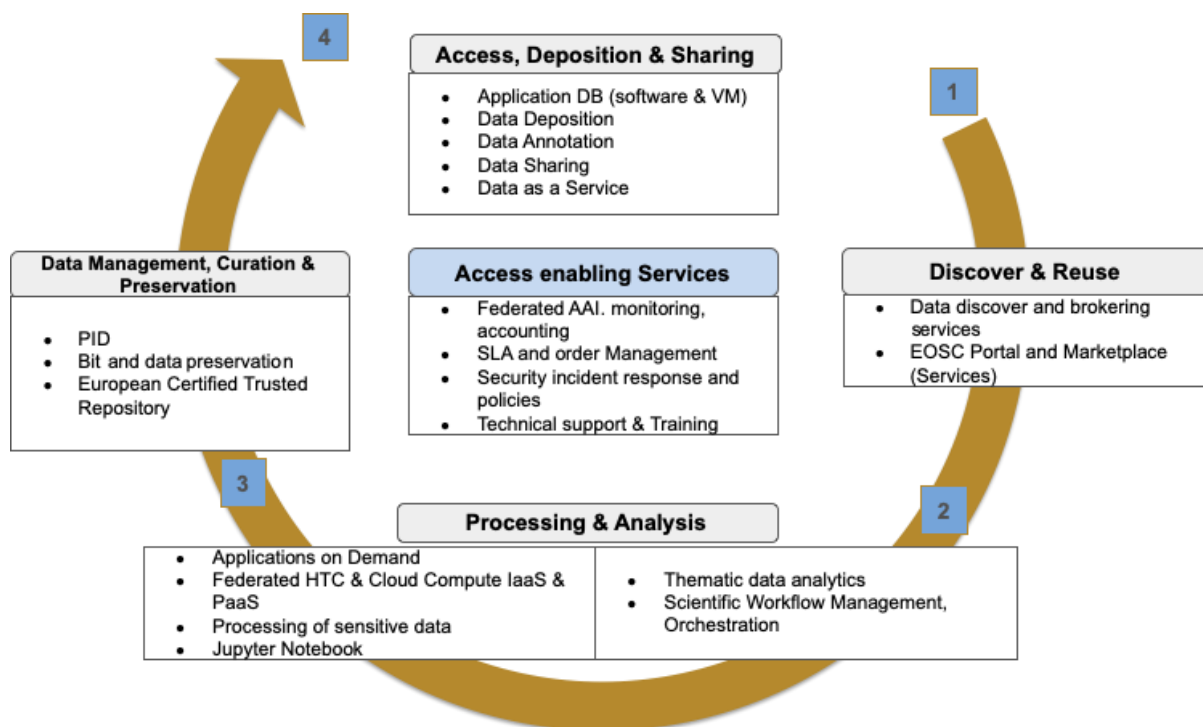 4
Access, Deposition & Sharing
• Application DB (software & VM)
• Data Deposition
• Data Annotation
• Data Sharing
• Data as a Service
1
Data Management, Curation &
Preservation
• PID
• Bit and data preservation
• European Certified Trusted
Repository
Access enabling Services
• Federated AAI. monitoring,
accounting
• SLA and order Management
• Security incident response and
policies
• Technical support & Training
Discover & Reuse
• Data discover and brokering
services
• EOSC Portal and Marketplace
(Services)
3
2
Processing & Analysis
• Applications on Demand
• Federated HTC & Cloud Compute IaaS &
PaaS
• Processing of sensitive data
• Jupyter Notebook
• Thematic data analytics
• Scientific Workflow Management,
Orchestration